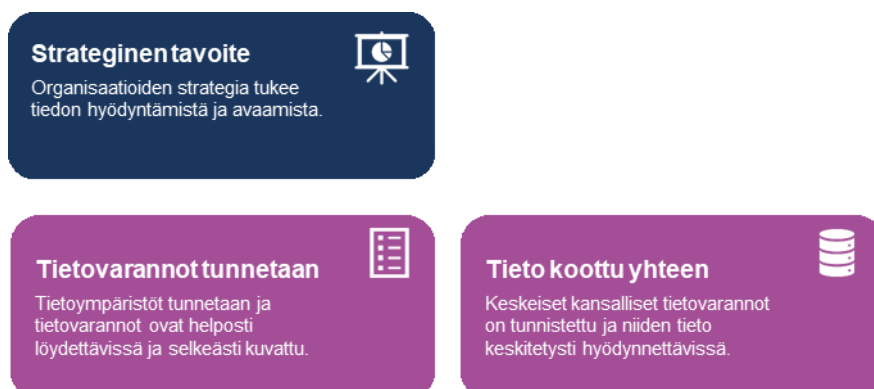 Strateginen tavoite
Organisaatioiden strategia tukee
tiedon hyödyntämistä ja avaamista.
Tietovarannot tunnetaan
Tietoympäristöt tunnetaan ja
tietovarannot ovat helposti
löydettävissä ja selkeästi kuvattu.
Tieto koottu yhteen
Keskeiset kansalliset tietovarannot
on tunnistettu ja niiden tieto
keskitetysti hyödynnettävissä.